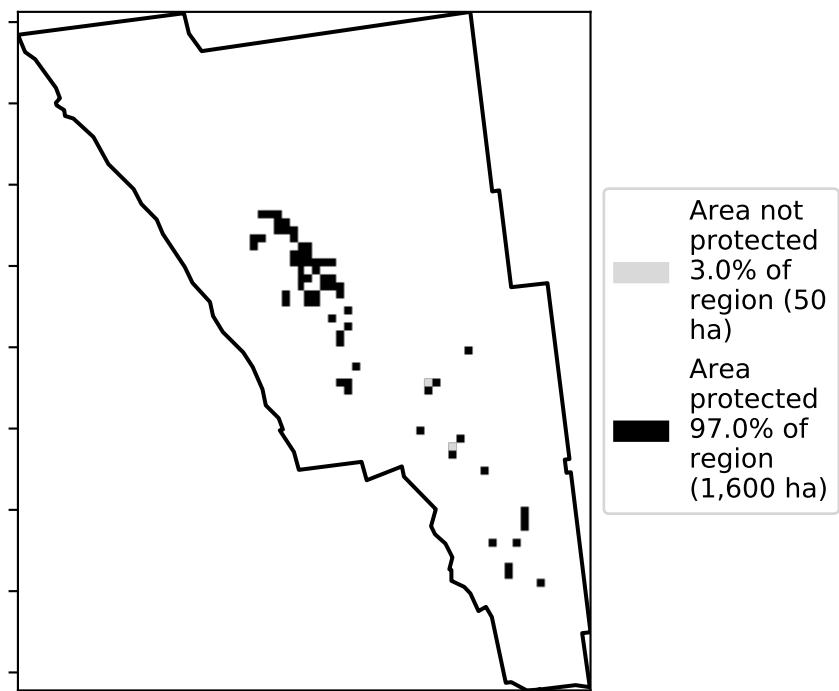 Area not
protected
3.0% of
region (50
ha)
Area
protected
97.0% of
region
(1,600 ha)